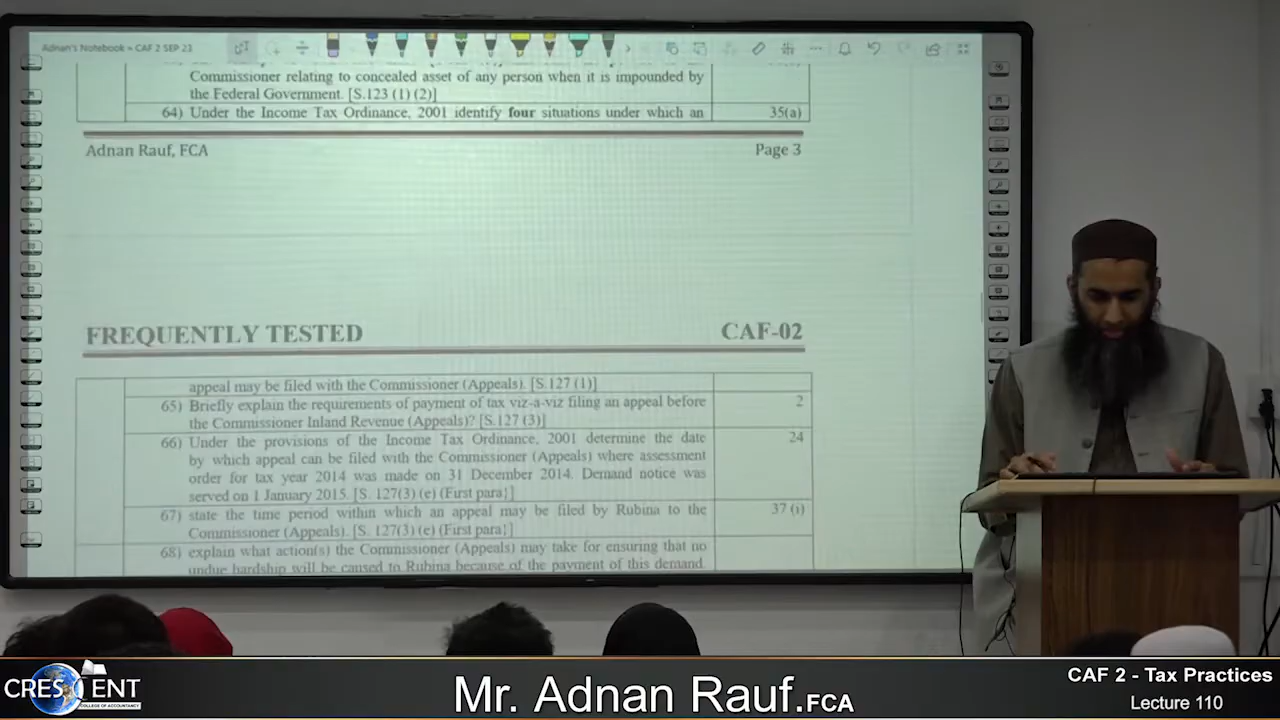 Adnan's Notebook » CAF 2 SEP 23
Commissioner relating to concealed asset of any person when it is impounded by
the Federal Government. [S.123 (1) (2)]
64) Under the Income Tax Ordinance, 2001 identify four situations under which an 35(a)
Adnan Rauf, FCA Page 3
FREQUENTLY TESTED CAF-02
appeal may be filed with the Commissioner (Appeals). [S.127 (1)]
65) Briefly explain the requirements of payment of tax viz-a-viz filing an appeal before 2
the Commissioner Inland Revenue (Appeals)? [S.127 (3)]
66) Under the provisions of the Income Tax Ordinance, 2001 determine the date 24
by which appeal can be filed with the Commissioner (Appeals) where assessment
order for tax year 2014 was made on 31 December 2014. Demand notice was
served on 1 January 2015. [S. 127(3) (e) (First para}]
67) state the time period within which an appeal may be filed by Rubina to the 37 (i)
Commissioner (Appeals). [S. 127(3) (e) (First para}]
68) explain what action(s) the Commissioner (Appeals) may take for ensuring that no
undue hardship will be caused to Rubina because of the payment of this demand.
CRESCENT
COLLEGE OF ACCOUNTANCY
Mr. Adnan Rauf.FCA
CAF 2 - Tax Practices
Lecture 110